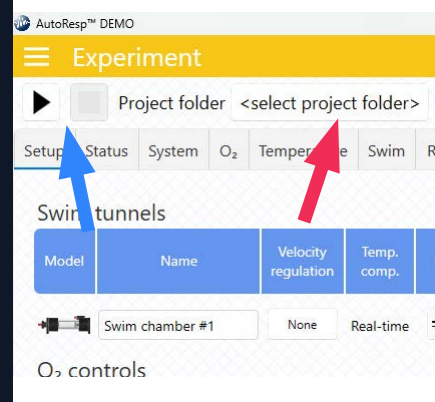 AutoResp™ DEMO
Experiment
Project folder <select project folder>
Setup Status System O₂ Temperature Swim R
Swim tunnels
Model Name Velocity regulation Temp. comp.
Swim chamber #1 None Real-time
O₂ controls